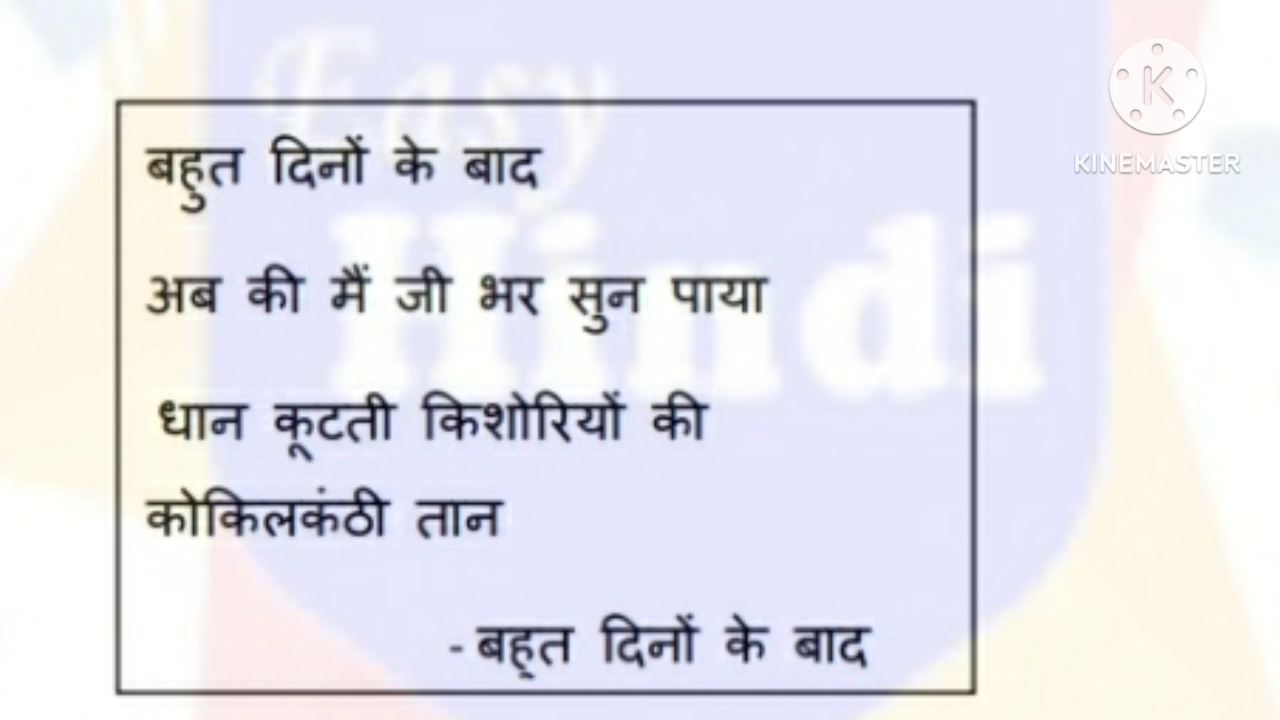 Easy
Hindi
KINEMASTER
बहुत दिनों के बाद
अब की मैं जी भर सुन पाया
धान कूटती किशोरियों की
कोकिलकंठी तान
- बहुत दिनों के बाद